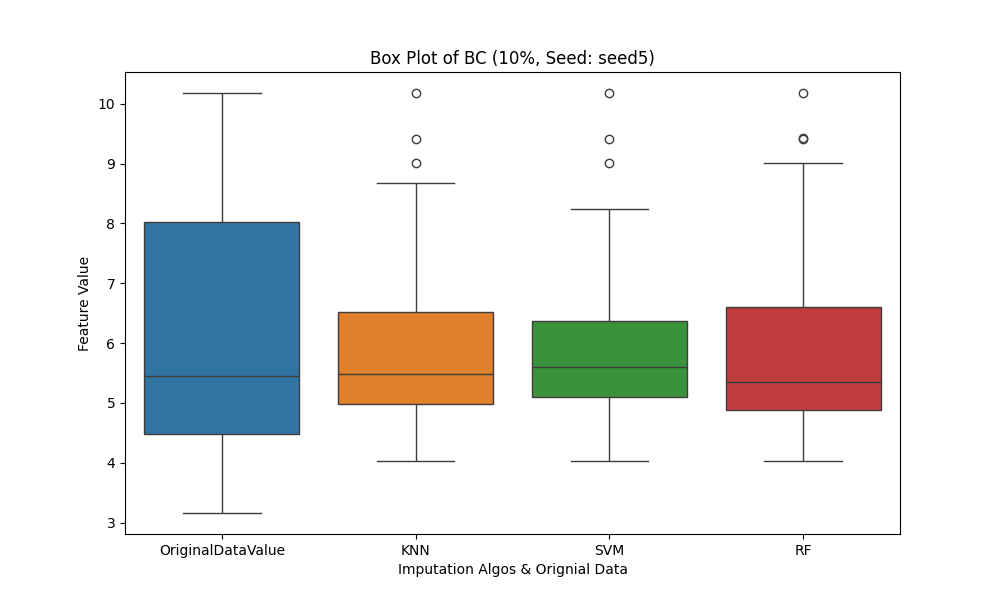 Box Plot of BC (10%, Seed: seed5)
Feature Value
10
9
8
7
6
5
4
3
OriginalDataValue KNN SVM RF
Imputation Algos & Orignial Data